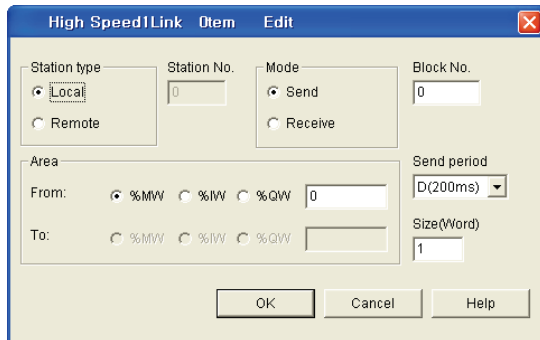 High Speed1Link 0tem Edit
Station type
Local
Remote
Station No.
0
Mode
Send
Receive
Block No.
0
Area
From: %MW %IW %QW 0
To: %MW %IW %QW
Send period
D(200ms)
Size(Word)
1
OK Cancel Help